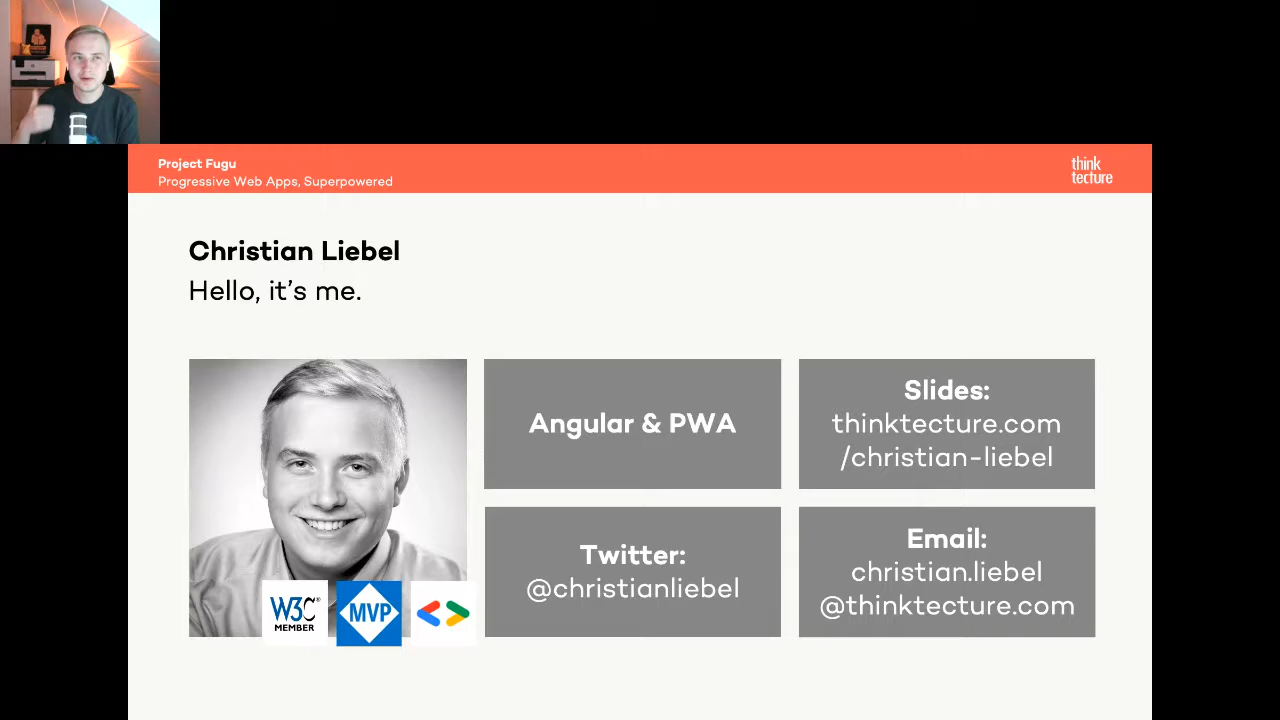 Project Fugu
Progressive Web Apps, Superpowered
think
tecture
Christian Liebel
Hello, it’s me.
Angular & PWA
Slides:
thinktecture.com
/christian-liebel
Twitter:
@christianliebel
Email:
christian.liebel
@thinktecture.com
W3C®
MEMBER
MVP